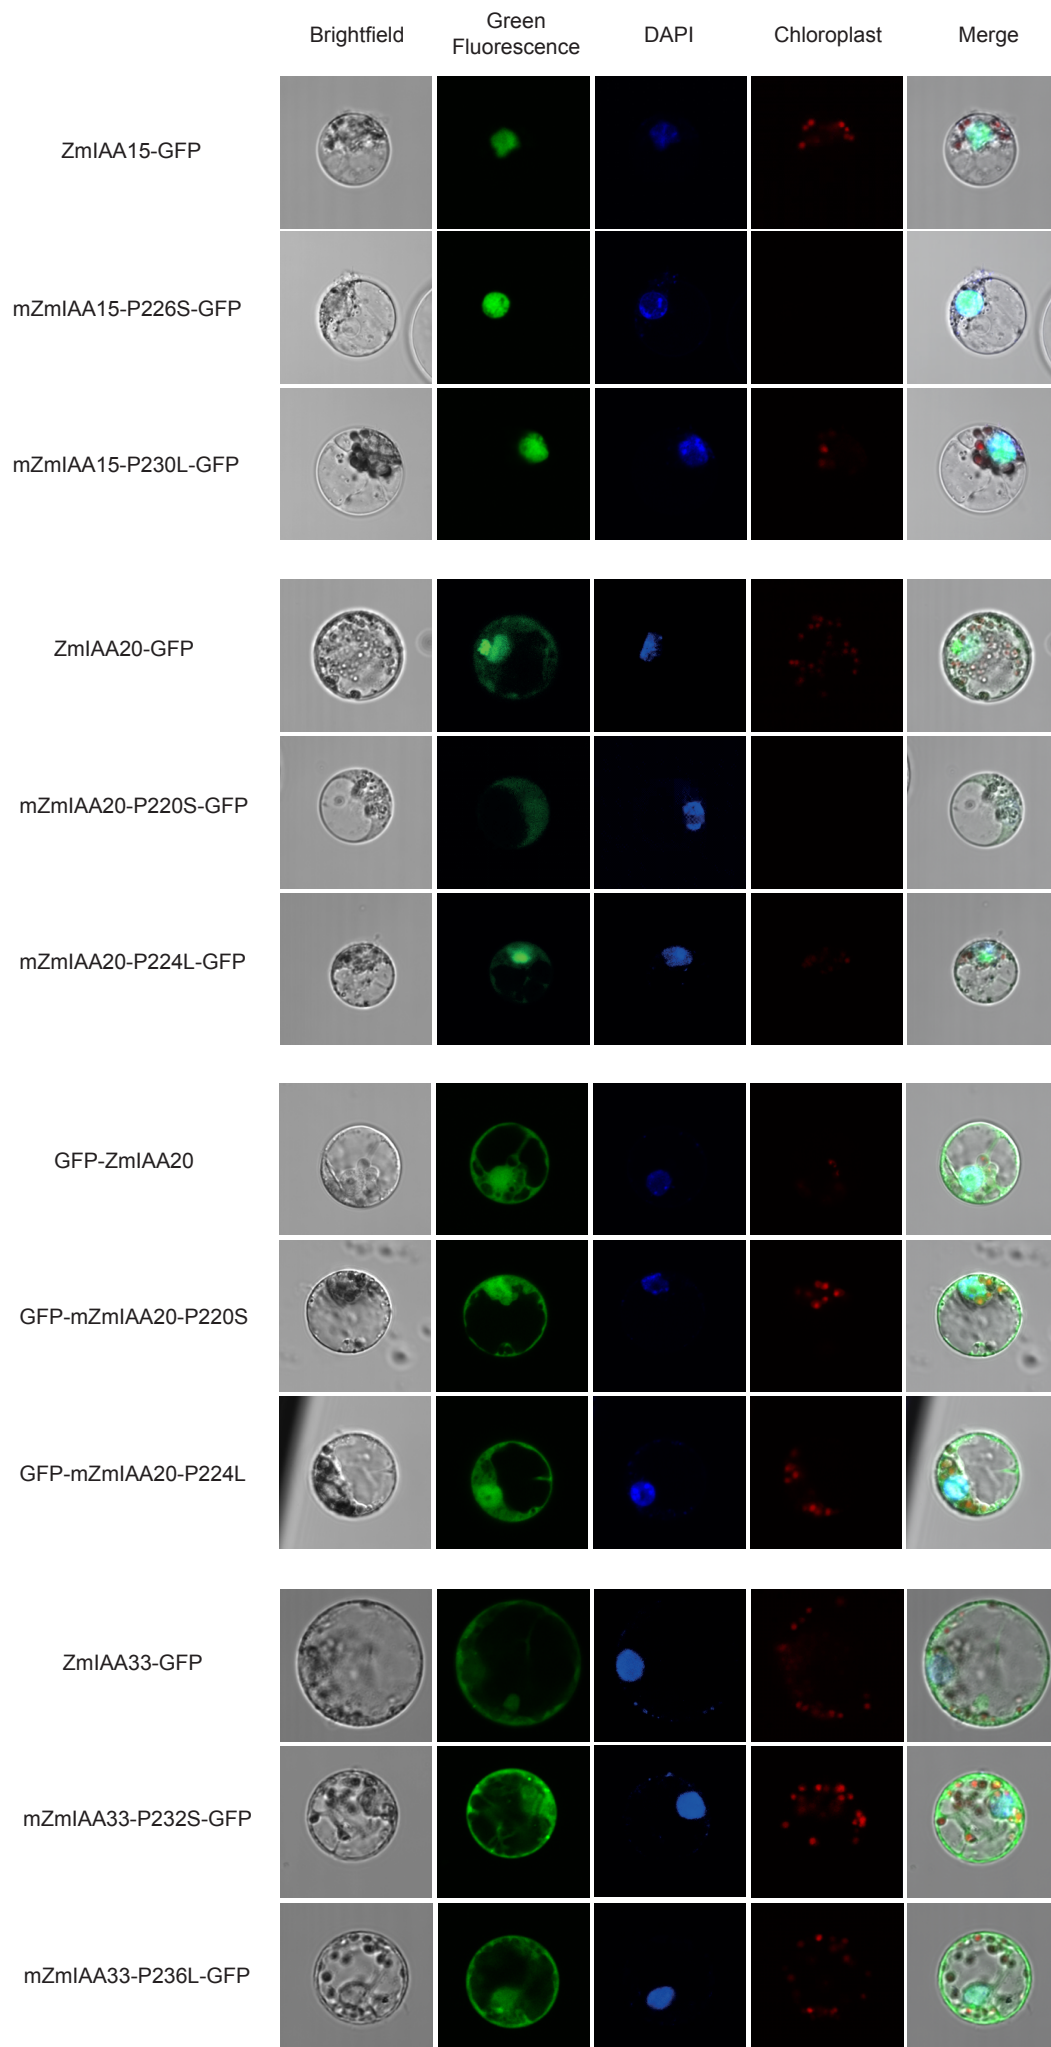 Brightfield
Green
Fluorescence
DAPI
Chloroplast
Merge
ZmIAA15-GFP
mZmIAA15-P226S-GFP
mZmIAA15-P230L-GFP
ZmIAA20-GFP
mZmIAA20-P220S-GFP
mZmIAA20-P224L-GFP
GFP-ZmIAA20
GFP-mZmIAA20-P220S
GFP-mZmIAA20-P224L
ZmIAA33-GFP
mZmIAA33-P232S-GFP
mZmIAA33-P236L-GFP